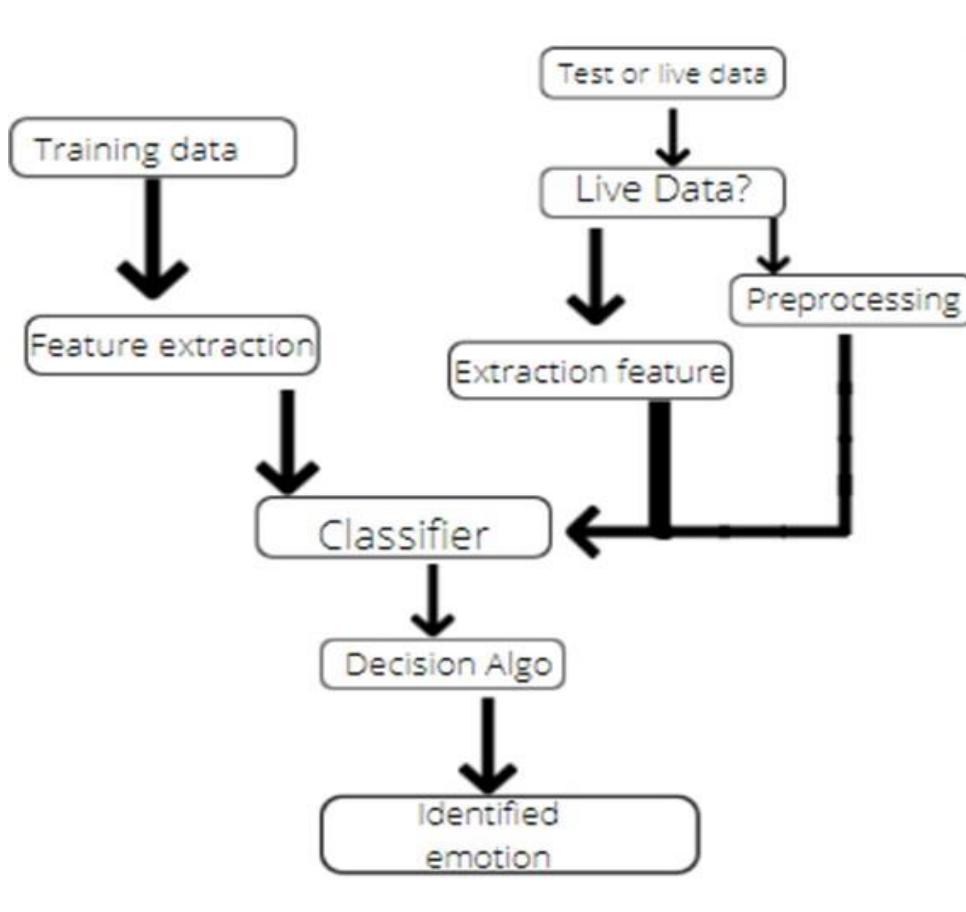 Test or live data
Training data
Live Data?
Preprocessing
Feature extraction
Extraction feature
Classifier
Decision Algo
Identified
emotion